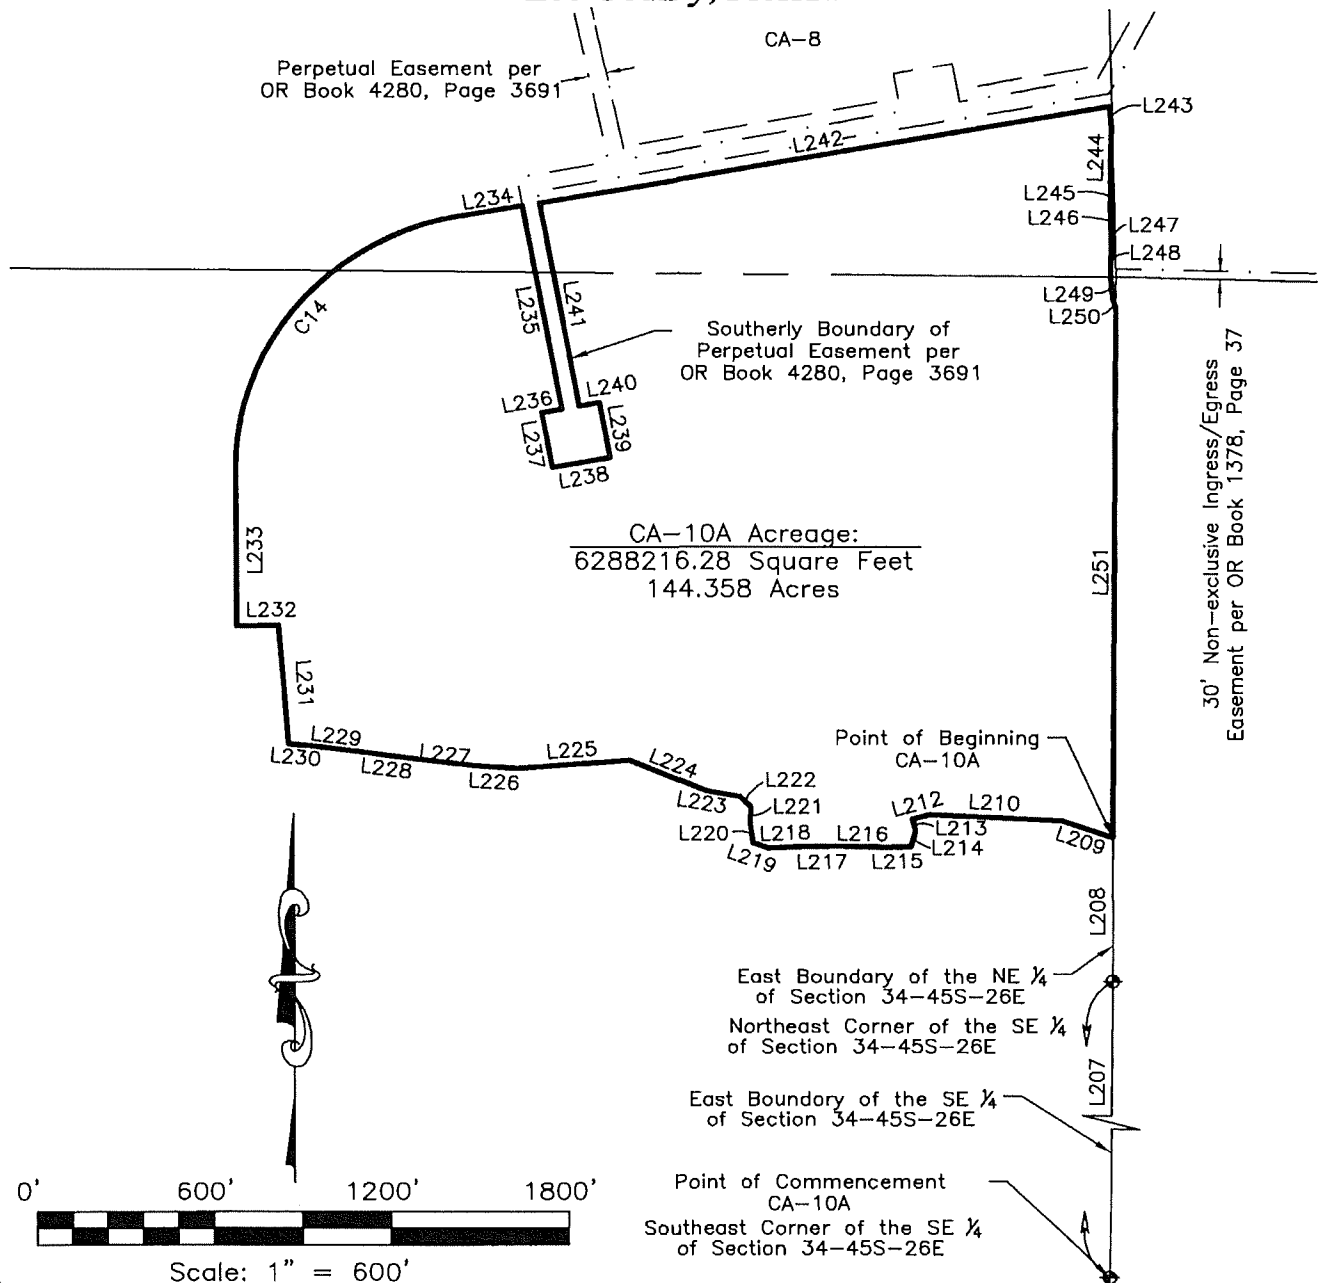 CA-8
Perpetual Easement per
OR Book 4280, Page 3691
L243
L242
L244
L234
L245
L246
L247
L248
L249
L250
C14
L235
L241
Southerly Boundary of
Perpetual Easement per
OR Book 4280, Page 3691
30' Non-exclusive Ingress/Egress
Easement per OR Book 1378, Page 37
L236
L240
L237
L239
L238
CA-10A Acreage:
6288216.28 Square Feet
144.358 Acres
L233
L251
L232
L231
L229
L230
L228
L227
L226
L225
L224
L223
L222
L221
L220
L218
L219
L217
L216
L215
L212
L213
L214
L210
L209
Point of Beginning
CA-10A
L208
East Boundary of the NE 1/4
of Section 34-45S-26E
Northeast Corner of the SE 1/4
of Section 34-45S-26E
L207
East Boundary of the SE 1/4
of Section 34-45S-26E
Point of Commencement
CA-10A
Southeast Corner of the SE 1/4
of Section 34-45S-26E
0' 600' 1200' 1800'
Scale: 1" = 600'